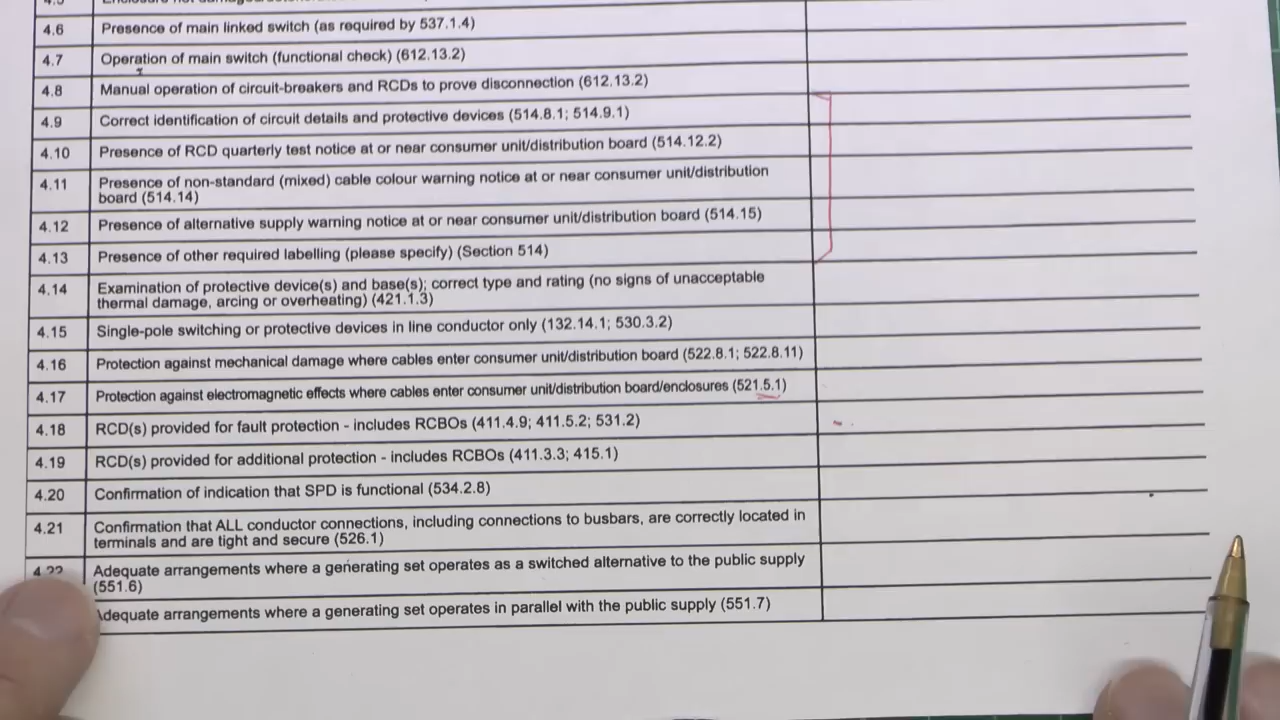 4.6 Presence of main linked switch (as required by 537.1.4)
4.7 Operation of main switch (functional check) (612.13.2)
4.8 Manual operation of circuit-breakers and RCDs to prove disconnection (612.13.2)
4.9 Correct identification of circuit details and protective devices (514.8.1; 514.9.1)
4.10 Presence of RCD quarterly test notice at or near consumer unit/distribution board (514.12.2)
4.11 Presence of non-standard (mixed) cable colour warning notice at or near consumer unit/distribution
board (514.14)
4.12 Presence of alternative supply warning notice at or near consumer unit/distribution board (514.15)
4.13 Presence of other required labelling (please specify) (Section 514)
4.14 Examination of protective device(s) and base(s); correct type and rating (no signs of unacceptable
thermal damage, arcing or overheating) (421.1.3)
4.15 Single-pole switching or protective devices in line conductor only (132.14.1; 530.3.2)
4.16 Protection against mechanical damage where cables enter consumer unit/distribution board (522.8.1; 522.8.11)
4.17 Protection against electromagnetic effects where cables enter consumer unit/distribution board/enclosures (521.5.1)
4.18 RCD(s) provided for fault protection - includes RCBOs (411.4.9; 411.5.2; 531.2)
4.19 RCD(s) provided for additional protection - includes RCBOs (411.3.3; 415.1)
4.20 Confirmation of indication that SPD is functional (534.2.8)
4.21 Confirmation that ALL conductor connections, including connections to busbars, are correctly located in
terminals and are tight and secure (526.1)
4.22 Adequate arrangements where a generating set operates as a switched alternative to the public supply
(551.6)
Adequate arrangements where a generating set operates in parallel with the public supply (551.7)